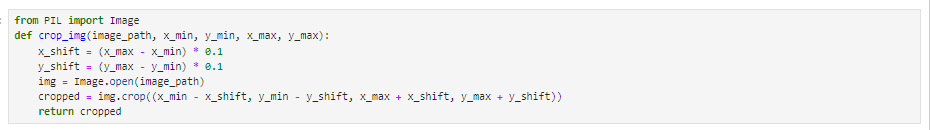 from PIL import Image
def crop_img(image_path, x_min, y_min, x_max, y_max):
    x_shift = (x_max - x_min) * 0.1
    y_shift = (y_max - y_min) * 0.1
    img = Image.open(image_path)
    cropped = img.crop((x_min - x_shift, y_min - y_shift, x_max + x_shift, y_max + y_shift))
    return cropped